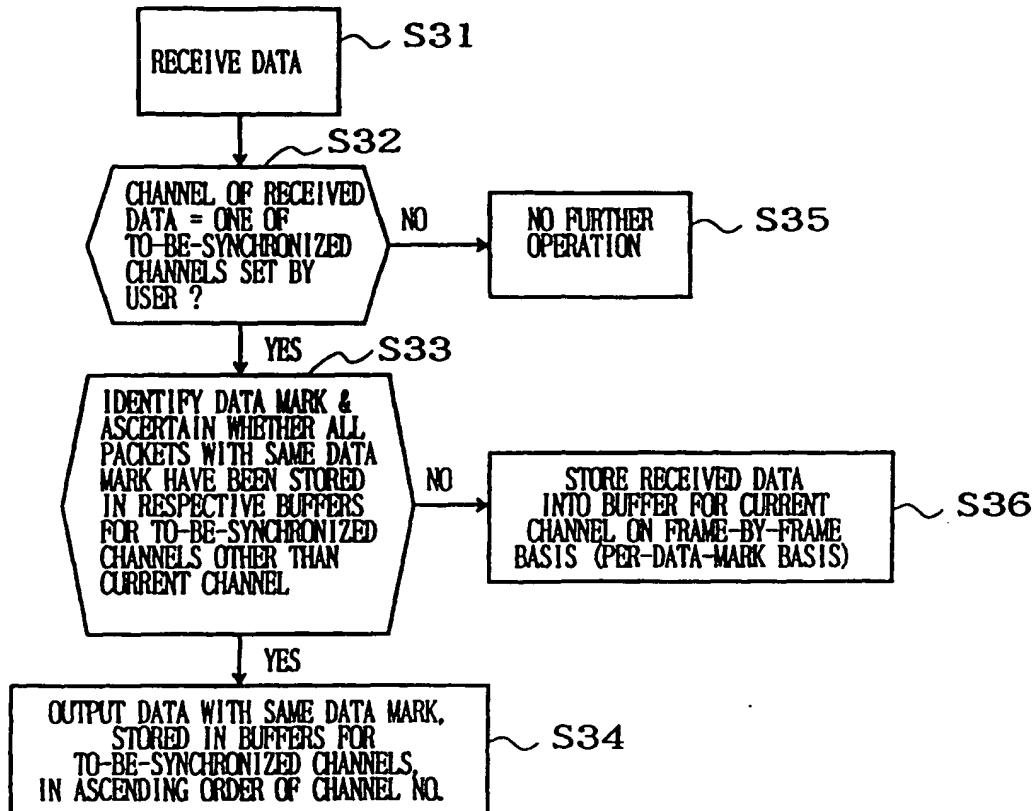 RECEIVE DATA
S31
S32
CHANNEL OF RECEIVED
DATA = ONE OF
TO-BE-SYNCHRONIZED
CHANNELS SET BY
USER ?
NO
NO FURTHER
OPERATION
S35
YES
S33
IDENTIFY DATA MARK &
ASCERTAIN WHETHER ALL
PACKETS WITH SAME DATA
MARK HAVE BEEN STORED
IN RESPECTIVE BUFFERS
FOR TO-BE-SYNCHRONIZED
CHANNELS OTHER THAN
CURRENT CHANNEL
NO
STORE RECEIVED DATA
INTO BUFFER FOR CURRENT
CHANNEL ON FRAME-BY-FRAME
BASIS (PER-DATA-MARK BASIS)
S36
YES
OUTPUT DATA WITH SAME DATA MARK,
STORED IN BUFFERS FOR
TO-BE-SYNCHRONIZED CHANNELS,
IN ASCENDING ORDER OF CHANNEL NO.
S34